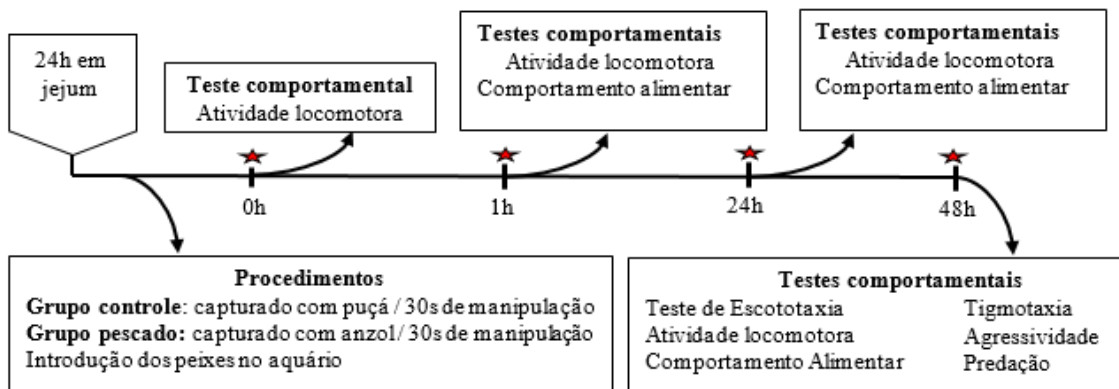 24h em
jejum
Teste comportamental
Atividade locomotora
Testes comportamentais
Atividade locomotora
Comportamento alimentar
Testes comportamentais
Atividade locomotora
Comportamento alimentar
0h
1h
24h
48h
Procedimentos
Grupo controle: capturado com puçá / 30s de manipulação
Grupo pescado: capturado com anzol/ 30s de manipulação
Introdução dos peixes no aquário
Testes comportamentais
Teste de Escototaxia
Atividade locomotora
Comportamento Alimentar
Tigmotaxia
Agressividade
Predação